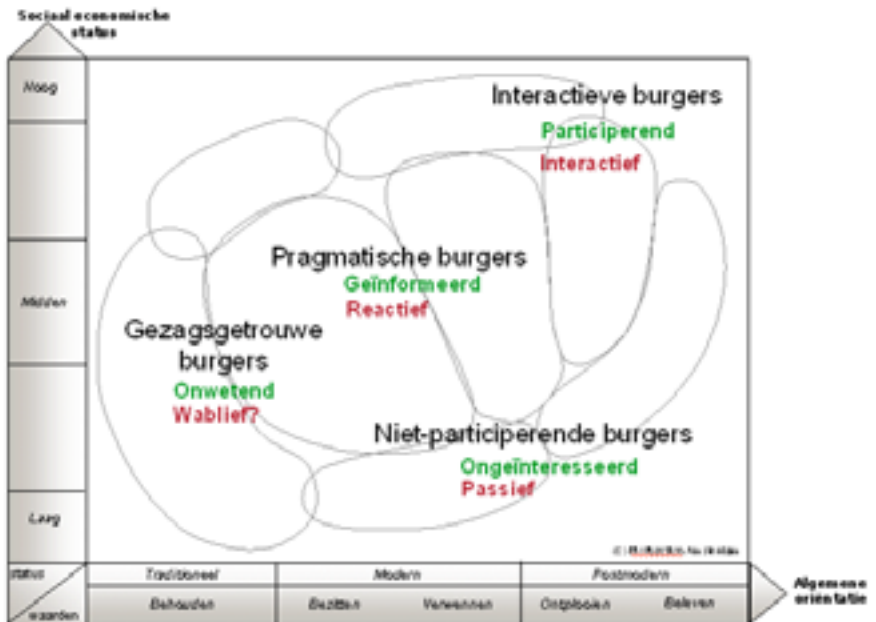 Sociaal economische
status
Hoog
Interactieve burgers
Participerend
Interactief
Pragmatische burgers
Geïnformeerd
Reactief
Midden
Gezagsgetrouwe
burgers
Onwetend
Wablief?
Niet-participerende burgers
Ongeïnteresseerd
Passief
Laag
status
waarden
Traditioneel
Modern
Postmodern
Behouden
Bezitten
Verwennen
Ontplooien
Beleven
Algemene
oriëntatie